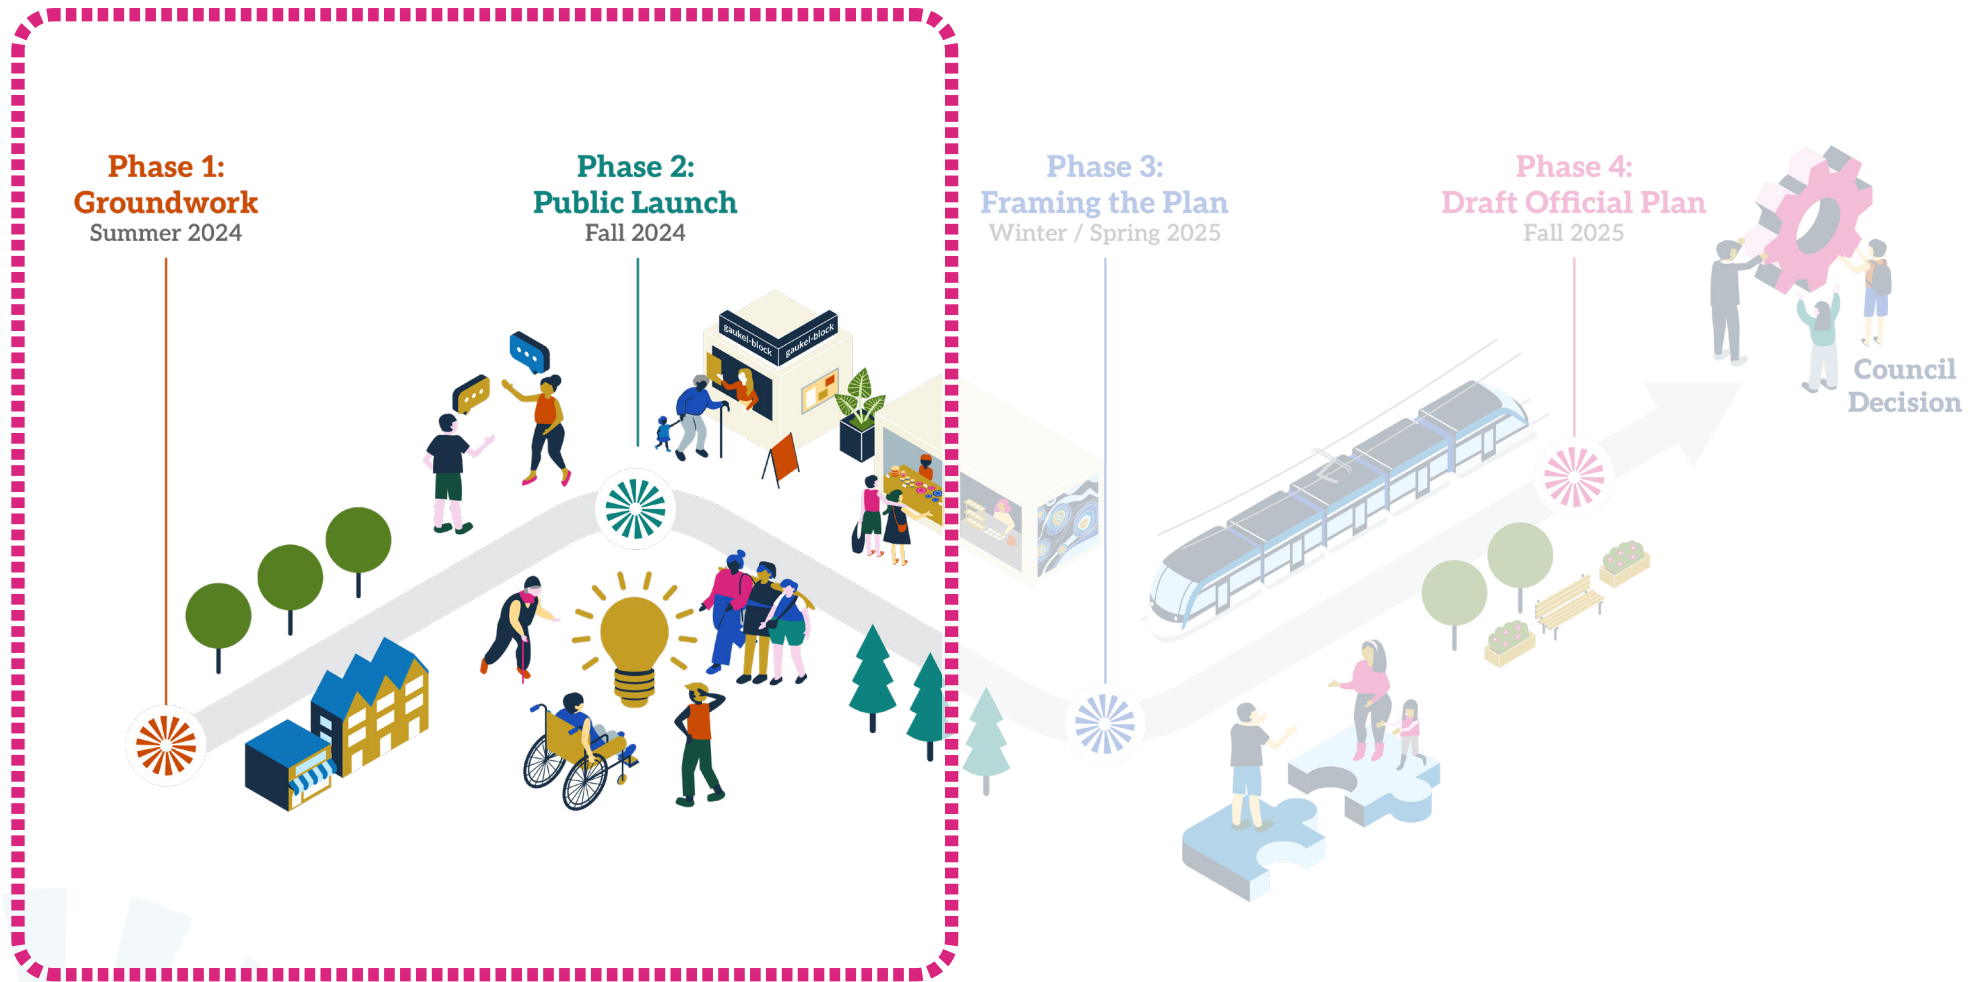 Phase 1:
Groundwork
Summer 2024
Phase 2:
Public Launch
Fall 2024
Phase 3:
Framing the Plan
Winter / Spring 2025
Phase 4:
Draft Official Plan
Fall 2025
gaukel-block
gaukel-block
Council
Decision